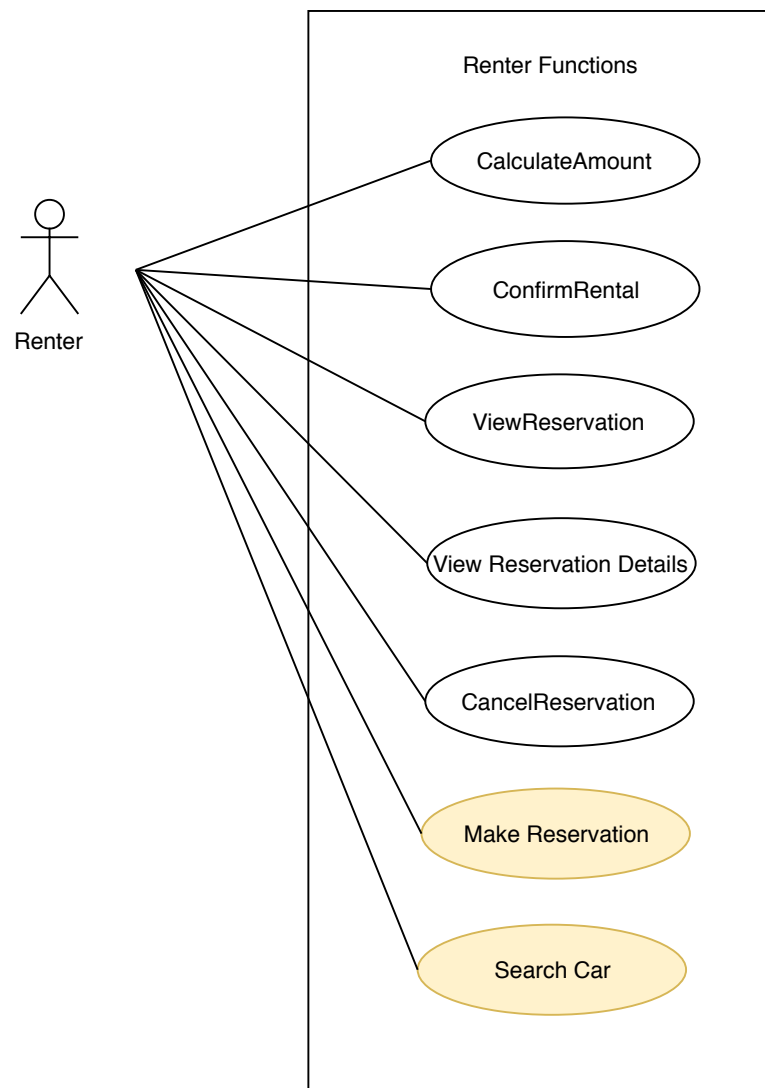 Renter Functions
CalculateAmount
ConfirmRental
Renter
ViewReservation
View Reservation Details
CancelReservation
Make Reservation
Search Car